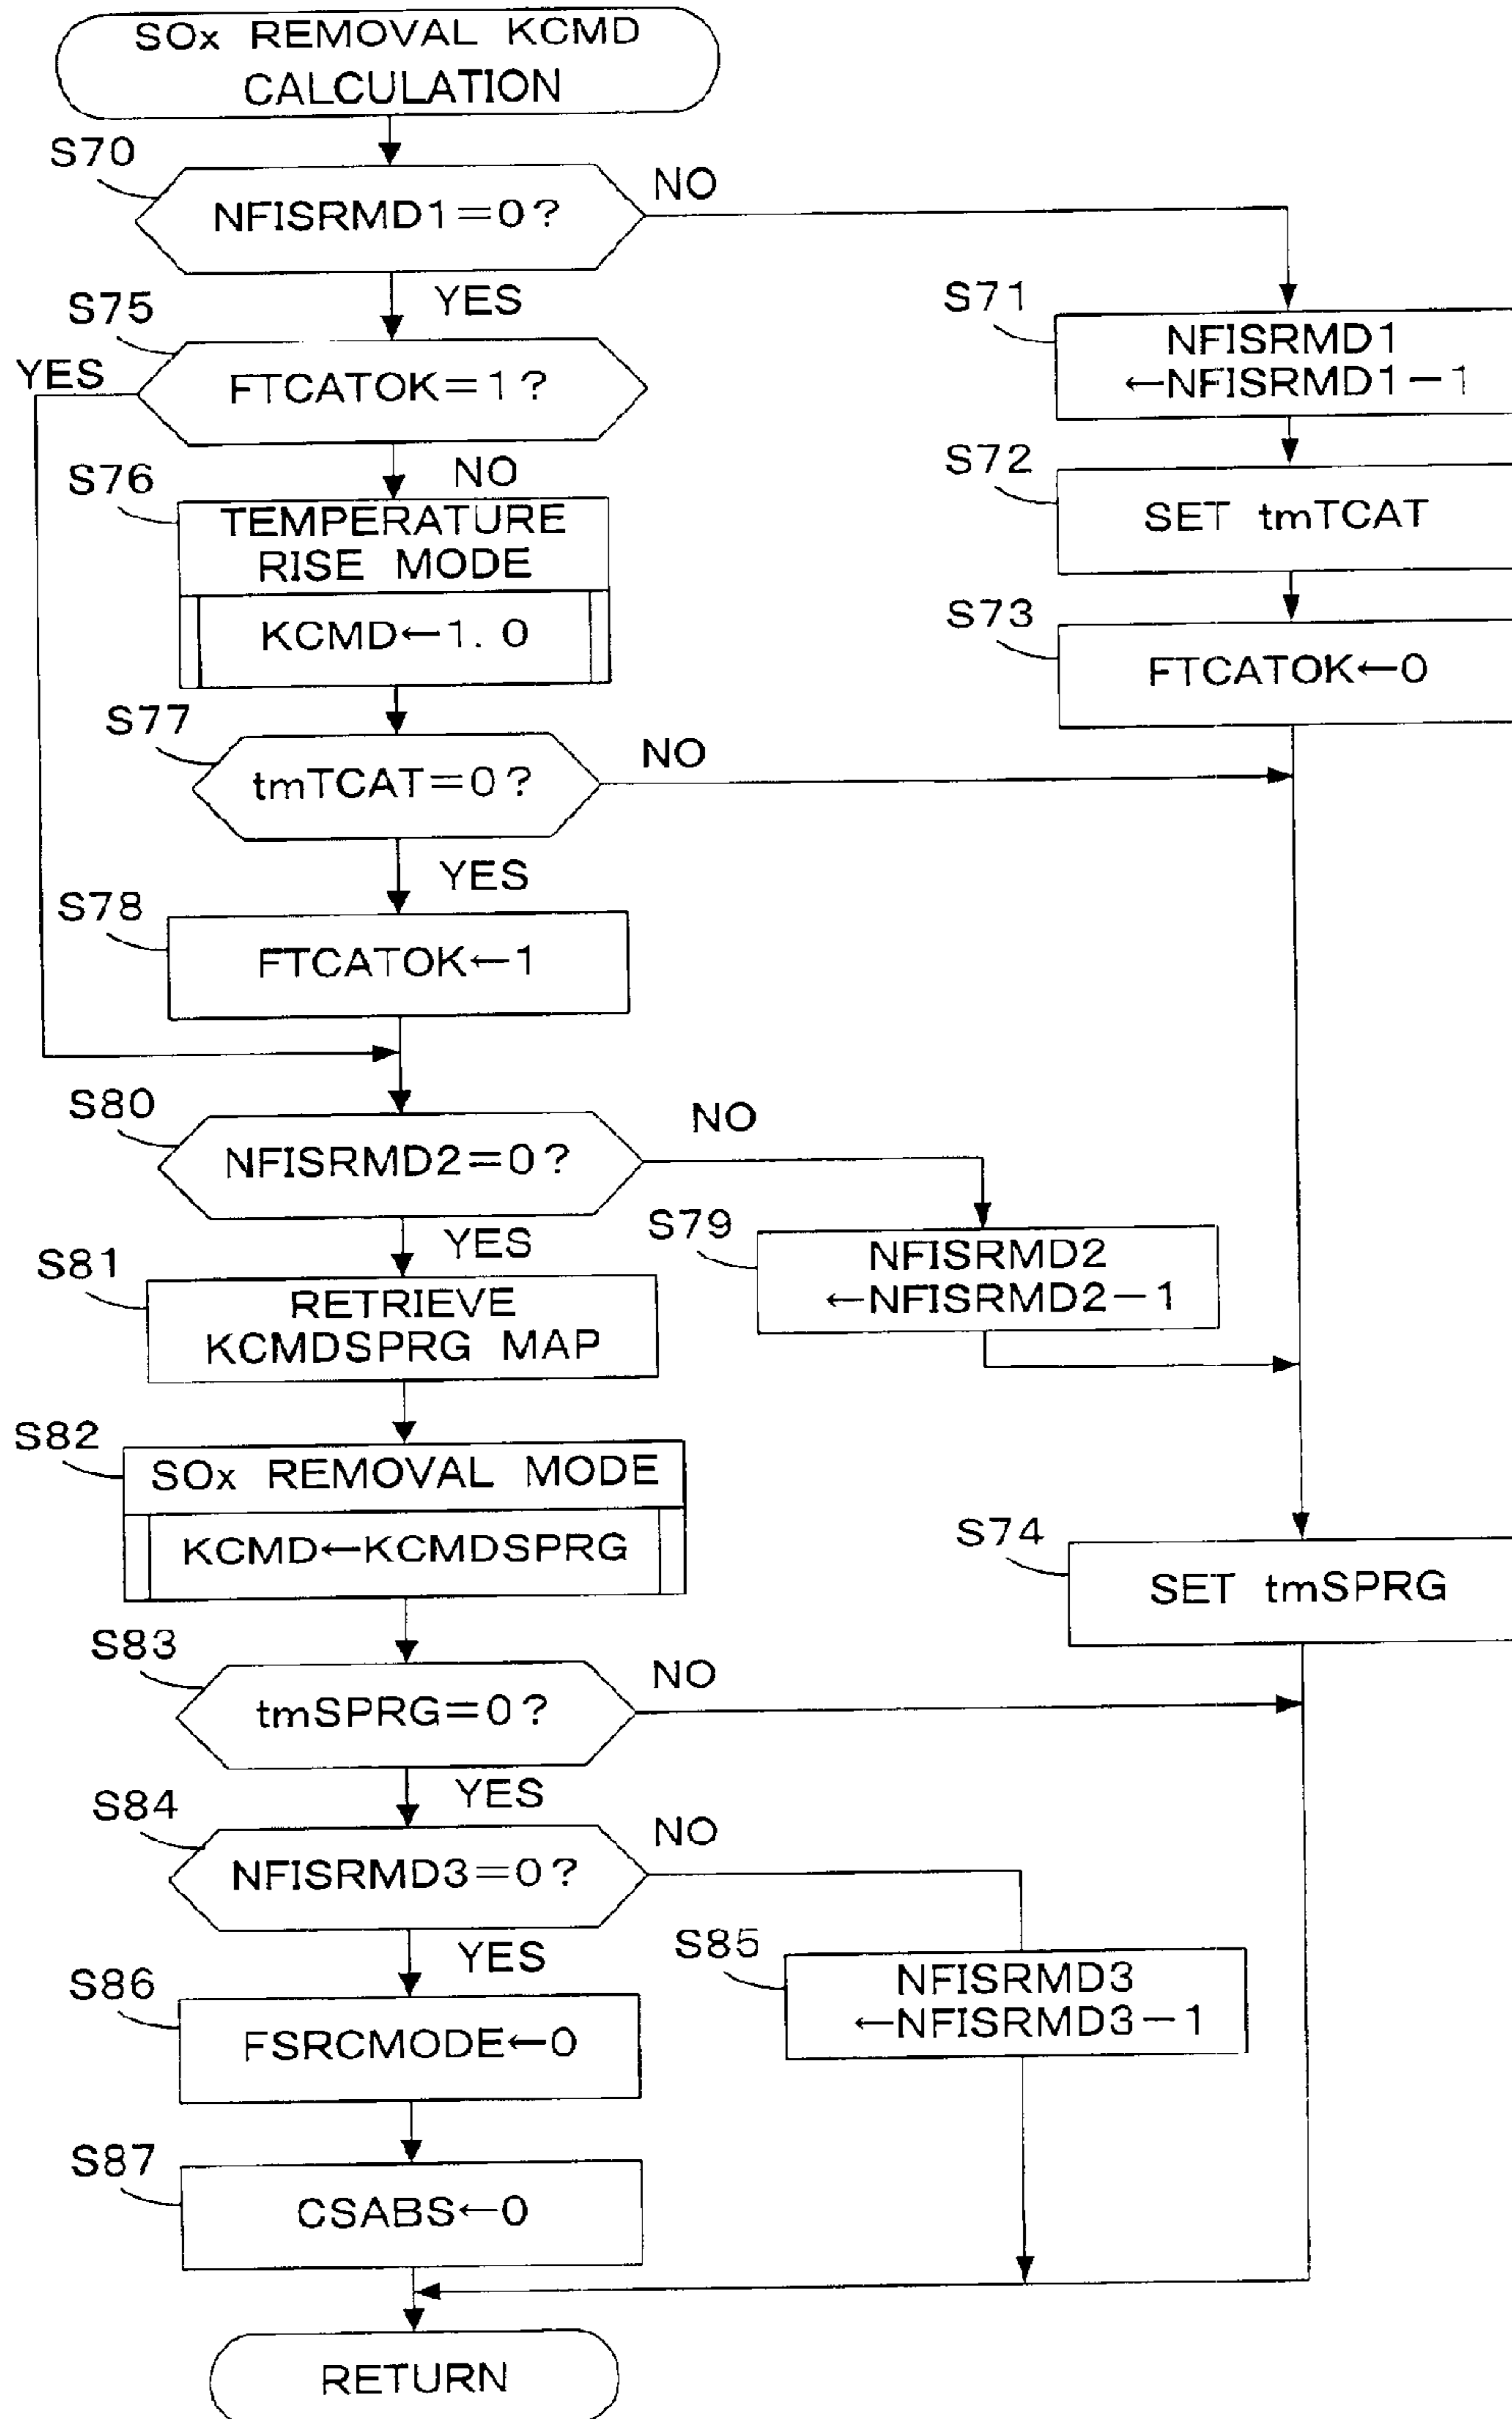 SOx REMOVAL KCMD
CALCULATION
S70
NFISRMD1=0?
NO
YES
S71
NFISRMD1
←NFISRMD1−1
S75
YES
FTCATOK=1?
NO
S72
SET tmTCAT
S76
TEMPERATURE
RISE MODE
KCMD←1.0
S73
FTCATOK←0
S77
tmTCAT=0?
NO
YES
S78
FTCATOK←1
S80
NFISRMD2=0?
NO
YES
S79
NFISRMD2
←NFISRMD2−1
S81
RETRIEVE
KCMDSPRG MAP
S82
SOx REMOVAL MODE
KCMD←KCMDSPRG
S74
SET tmSPRG
S83
tmSPRG=0?
NO
YES
S84
NFISRMD3=0?
NO
YES
S85
NFISRMD3
←NFISRMD3−1
S86
FSRCMODE←0
S87
CSABS←0
RETURN